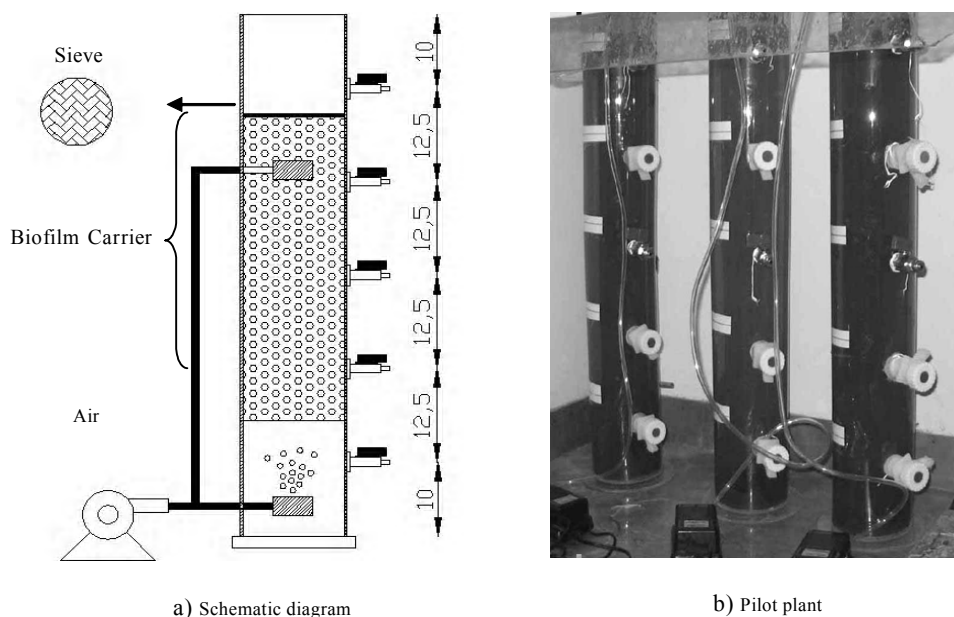 Sieve
Biofilm Carrier
Air
10
12,5
12,5
12,5
12,5
10
a) Schematic diagram
b) Pilot plant